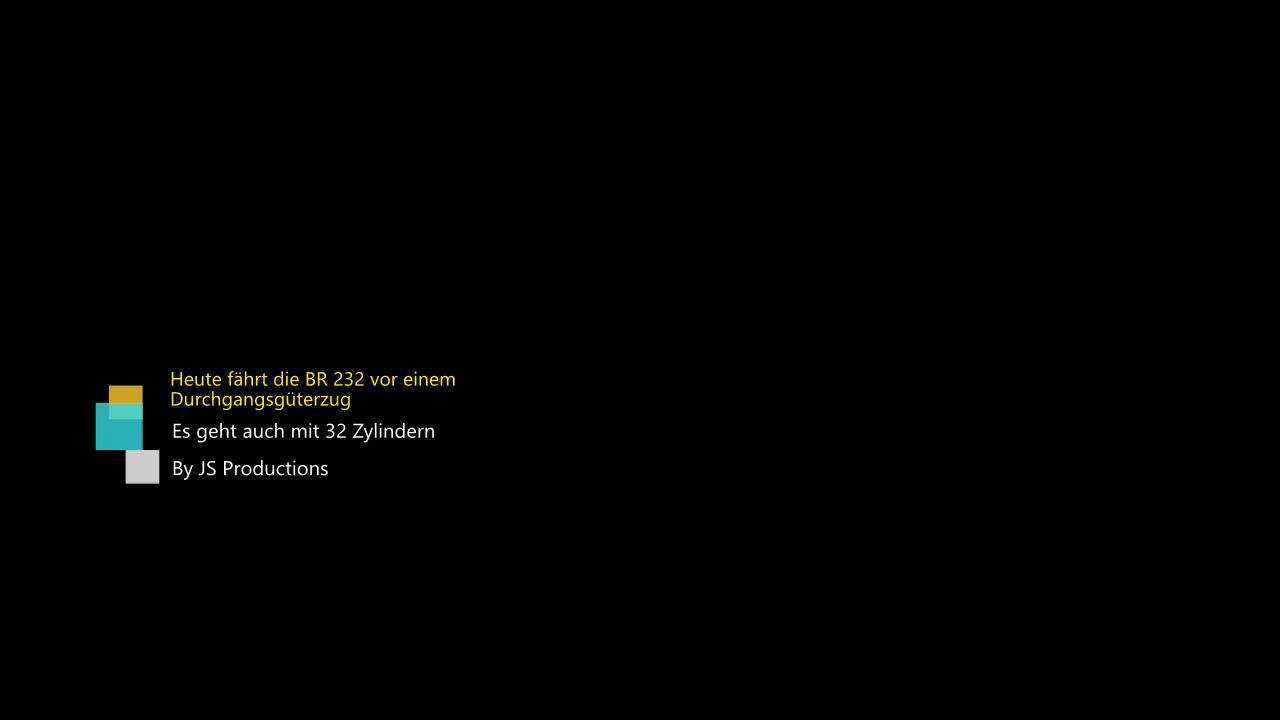 Heute fährt die BR 232 vor einem
Durchgangsgüterzug
Es geht auch mit 32 Zylindern
By JS Productions